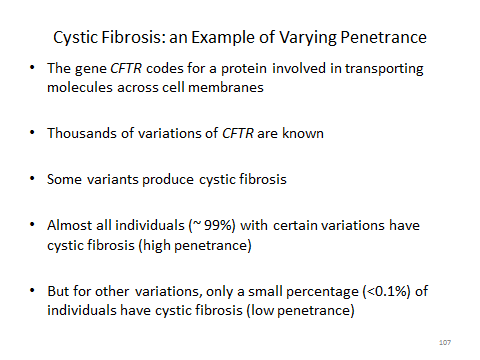 Cystic Fibrosis: an Example of Varying Penetrance
• The gene CFTR codes for a protein involved in transporting
molecules across cell membranes
• Thousands of variations of CFTR are known
• Some variants produce cystic fibrosis
• Almost all individuals (~ 99%) with certain variations have
cystic fibrosis (high penetrance)
• But for other variations, only a small percentage (<0.1%) of
individuals have cystic fibrosis (low penetrance)
107